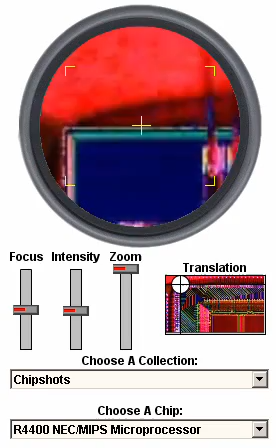 Focus Intensity Zoom
Translation
Choose A Collection:
Chipshots
Choose A Chip:
R4400 NEC/MIPS Microprocessor